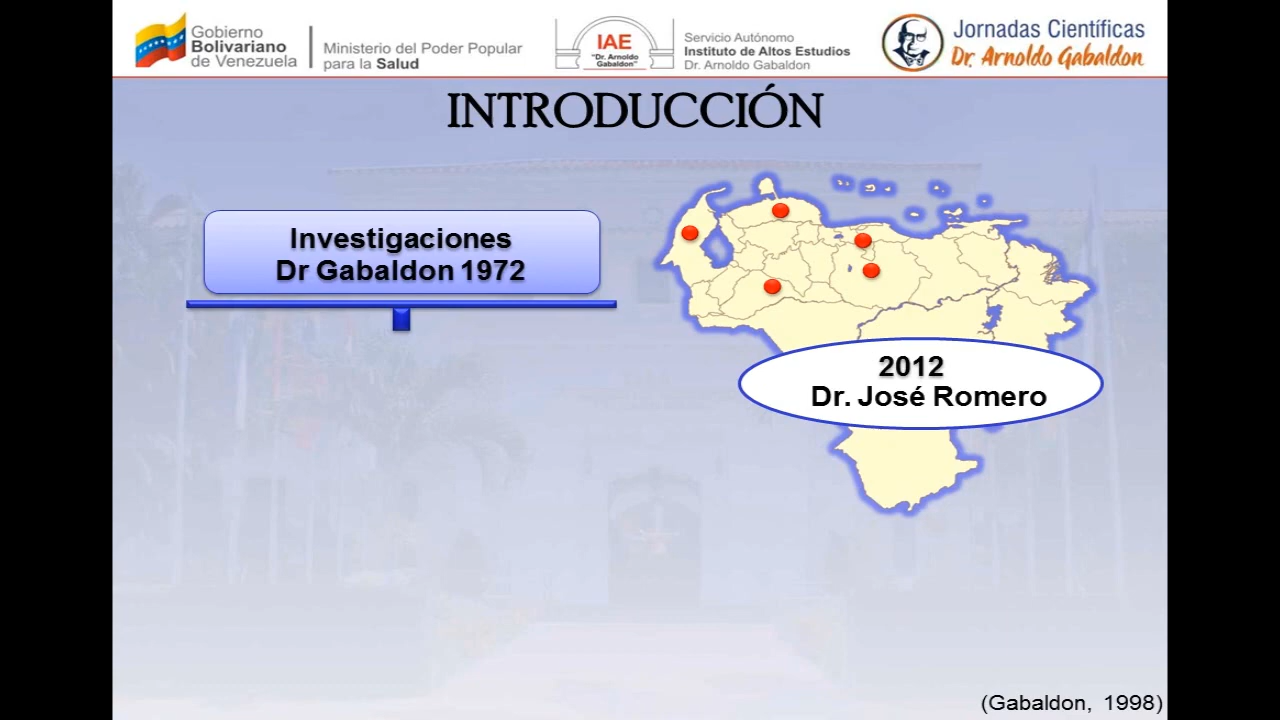 Gobierno
Bolivariano
de Venezuela
Ministerio del Poder Popular
para la Salud
IAE
"Dr. Arnoldo
Gabaldon"
Servicio Autónomo
Instituto de Altos Estudios
Dr. Arnoldo Gabaldon
Jornadas Científicas
Dr. Arnoldo Gabaldon
INTRODUCCIÓN
Investigaciones
Dr Gabaldon 1972
2012
Dr. José Romero
(Gabaldon, 1998)